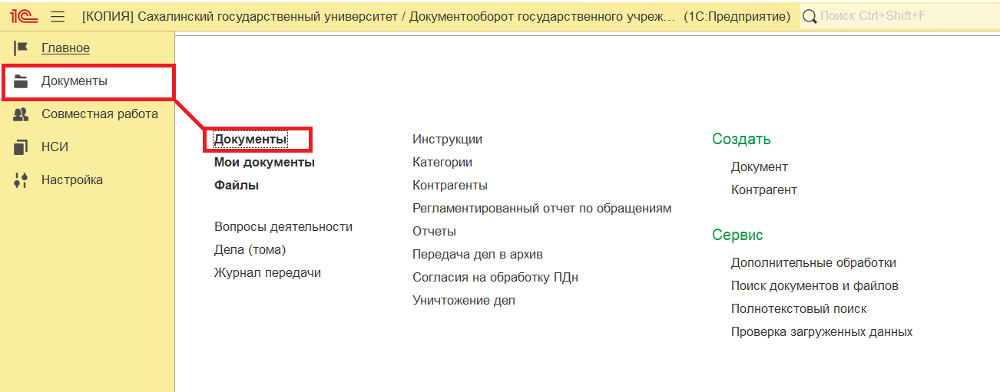 1С [КОПИЯ] Сахалинский государственный университет / Документооборот государственного учреж... (1С:Предприятие) Поиск Ctrl+Shift+F
Главное
Документы
Совместная работа
НСИ
Настройка
Документы
Мои документы
Файлы
Вопросы деятельности
Дела (тома)
Журнал передачи
Инструкции
Категории
Контрагенты
Регламентированный отчет по обращениям
Отчеты
Передача дел в архив
Согласия на обработку ПДн
Уничтожение дел
Создать
Документ
Контрагент
Сервис
Дополнительные обработки
Поиск документов и файлов
Полнотекстовый поиск
Проверка загруженных данных